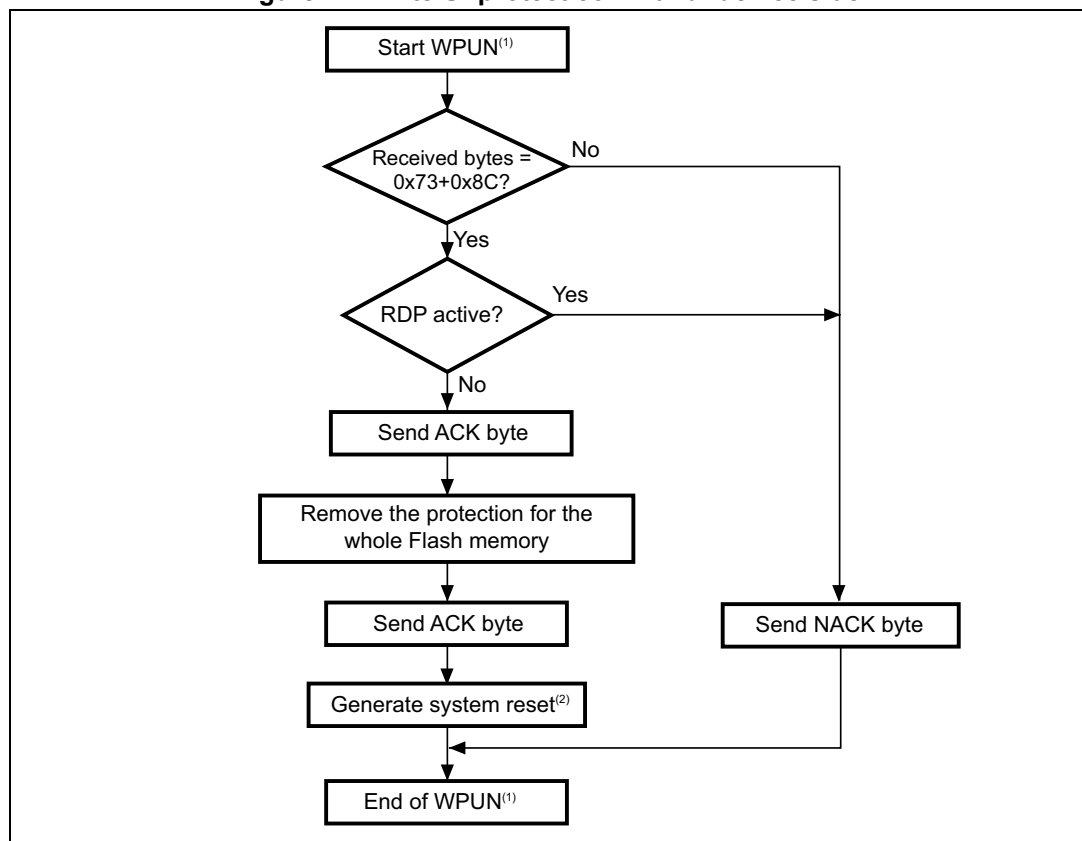 Start WPUN(1)
Received bytes =
0x73+0x8C?
No
Yes
RDP active?
Yes
No
Send ACK byte
Remove the protection for the
whole Flash memory
Send ACK byte
Send NACK byte
Generate system reset(2)
End of WPUN(1)